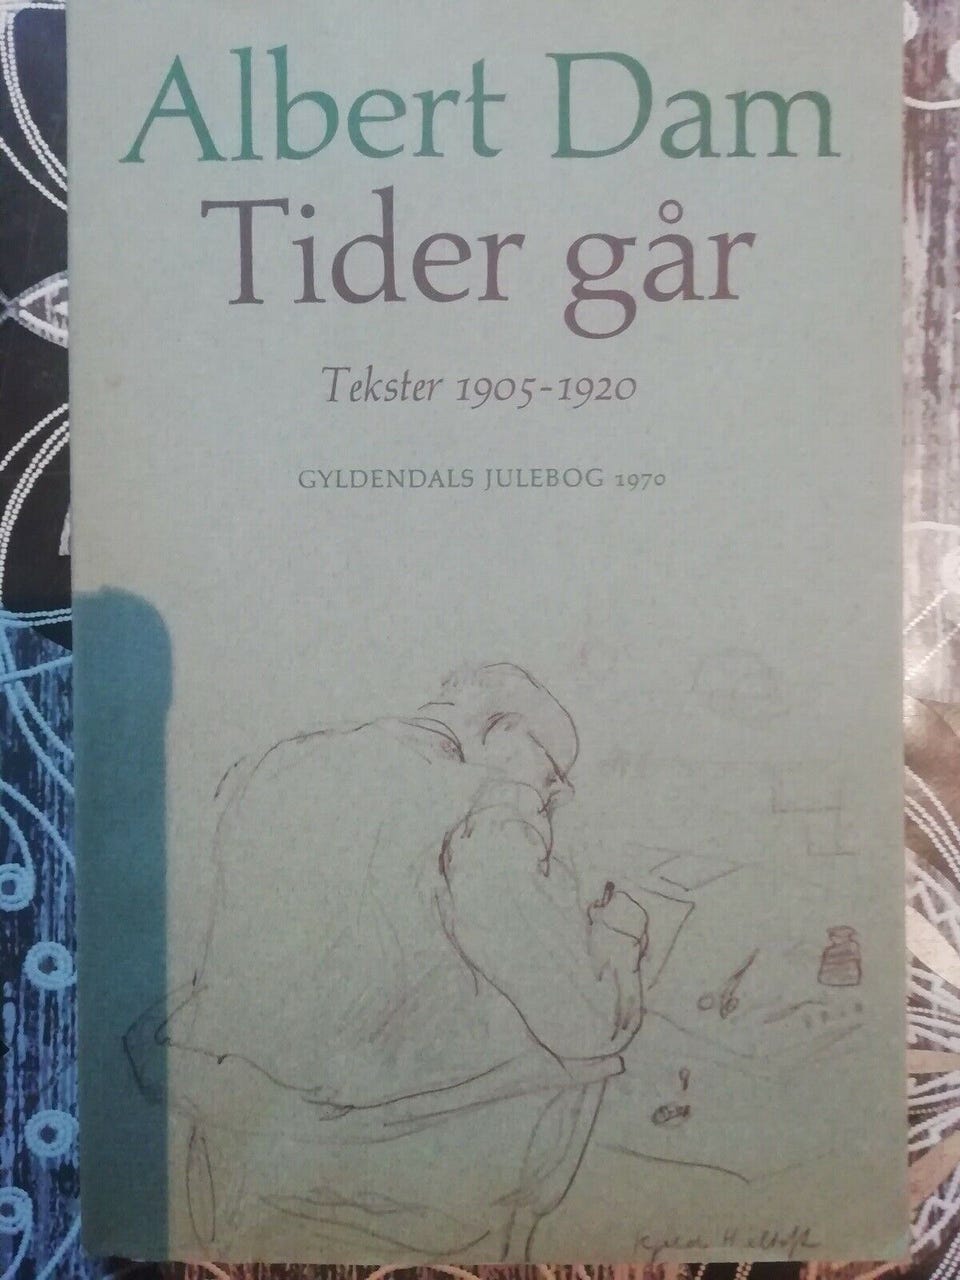 Albert Dam
Tider går
Tekster 1905-1920
GYLDENDALS JULEBOG 1970